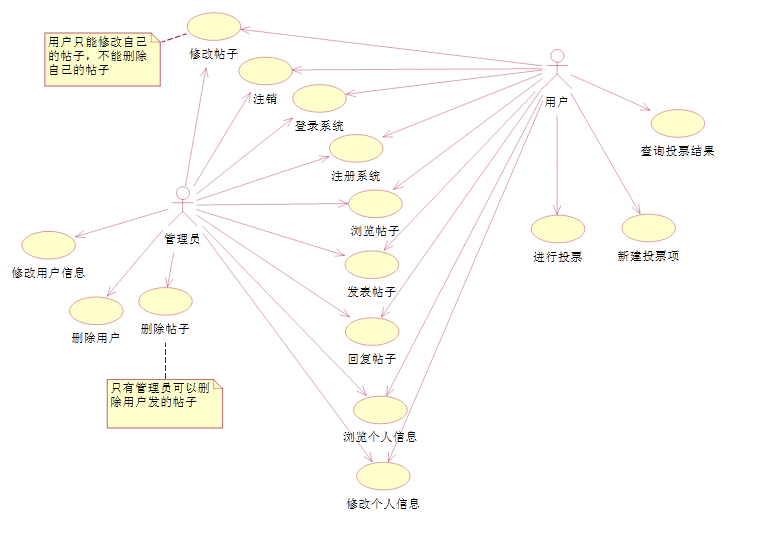 用户只能修改自己
的帖子，不能删除
自己的帖子
修改帖子
注销
登录系统
用户
查询投票结果
注册系统
浏览帖子
管理员
进行投票
新建投票项
修改用户信息
发表帖子
删除用户
删除帖子
回复帖子
只有管理员可以删
除用户发的帖子
浏览个人信息
修改个人信息